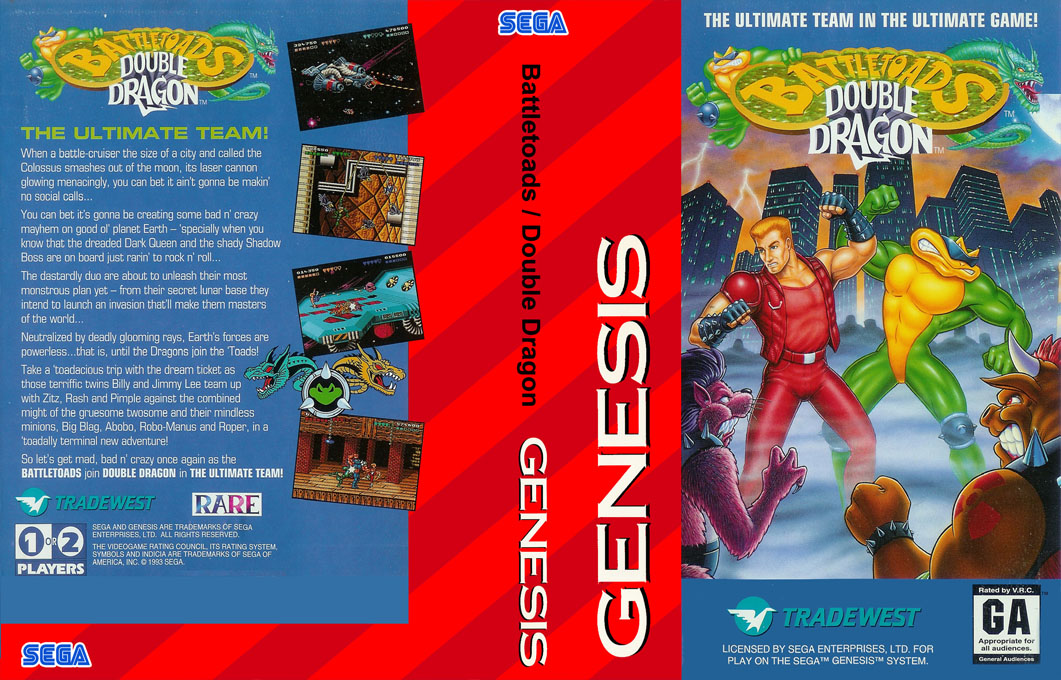 BATTLETOADS
DOUBLE
DRAGON™
THE ULTIMATE TEAM!
When a battle-cruiser the size of a city and called the
Colossus smashes out of the moon, its laser cannon
glowing menacingly, you can bet it ain't gonna be makin'
no social calls...
You can bet it's gonna be creating some bad n' crazy
mayhem on good ol' planet Earth – 'specially when you
know that the dreaded Dark Queen and the shady Shadow
Boss are on board just rarin' to rock n' roll...
The dastardly duo are about to unleash their most
monstrous plan yet – from their secret lunar base they
intend to launch an invasion that'll make them masters
of the world...
Neutralized by deadly glooming rays, Earth's forces are
powerless...that is, until the Dragons join the 'Toads!
Take a 'toadacious trip with the dream ticket as
those terrific twins Billy and Jimmy Lee team up
with Zitz, Rash and Pimple against the combined
might of the gruesome twosome and their mindless
minions, Big Blag, Abobo, Robo-Manus and Roper, in a
'toadally terminal new adventure!
So let's get mad, bad n' crazy once again as the
BATTLETOADS join DOUBLE DRAGON in THE ULTIMATE TEAM!
TRADEWEST
RARE
1 OR 2
PLAYERS
SEGA AND GENESIS ARE TRADEMARKS OF SEGA
ENTERPRISES, LTD. ALL RIGHTS RESERVED.
THE VIDEOGAME RATING COUNCIL, ITS RATING SYSTEM,
SYMBOLS AND INDICIA ARE TRADEMARKS OF SEGA OF
AMERICA, INC. © 1993 SEGA.
SEGA
SEGA
Battletoads / Double Dragon
GENESIS
GENESIS
THE ULTIMATE TEAM IN THE ULTIMATE GAME!
BATTLETOADS
™
DOUBLE
DRAGON™
TRADEWEST
LICENSED BY SEGA ENTERPRISES, LTD. FOR
PLAY ON THE SEGA™ GENESIS™ SYSTEM.
Rated by V.R.C.
™
GA
Appropriate for
all audiences.
General Audiences